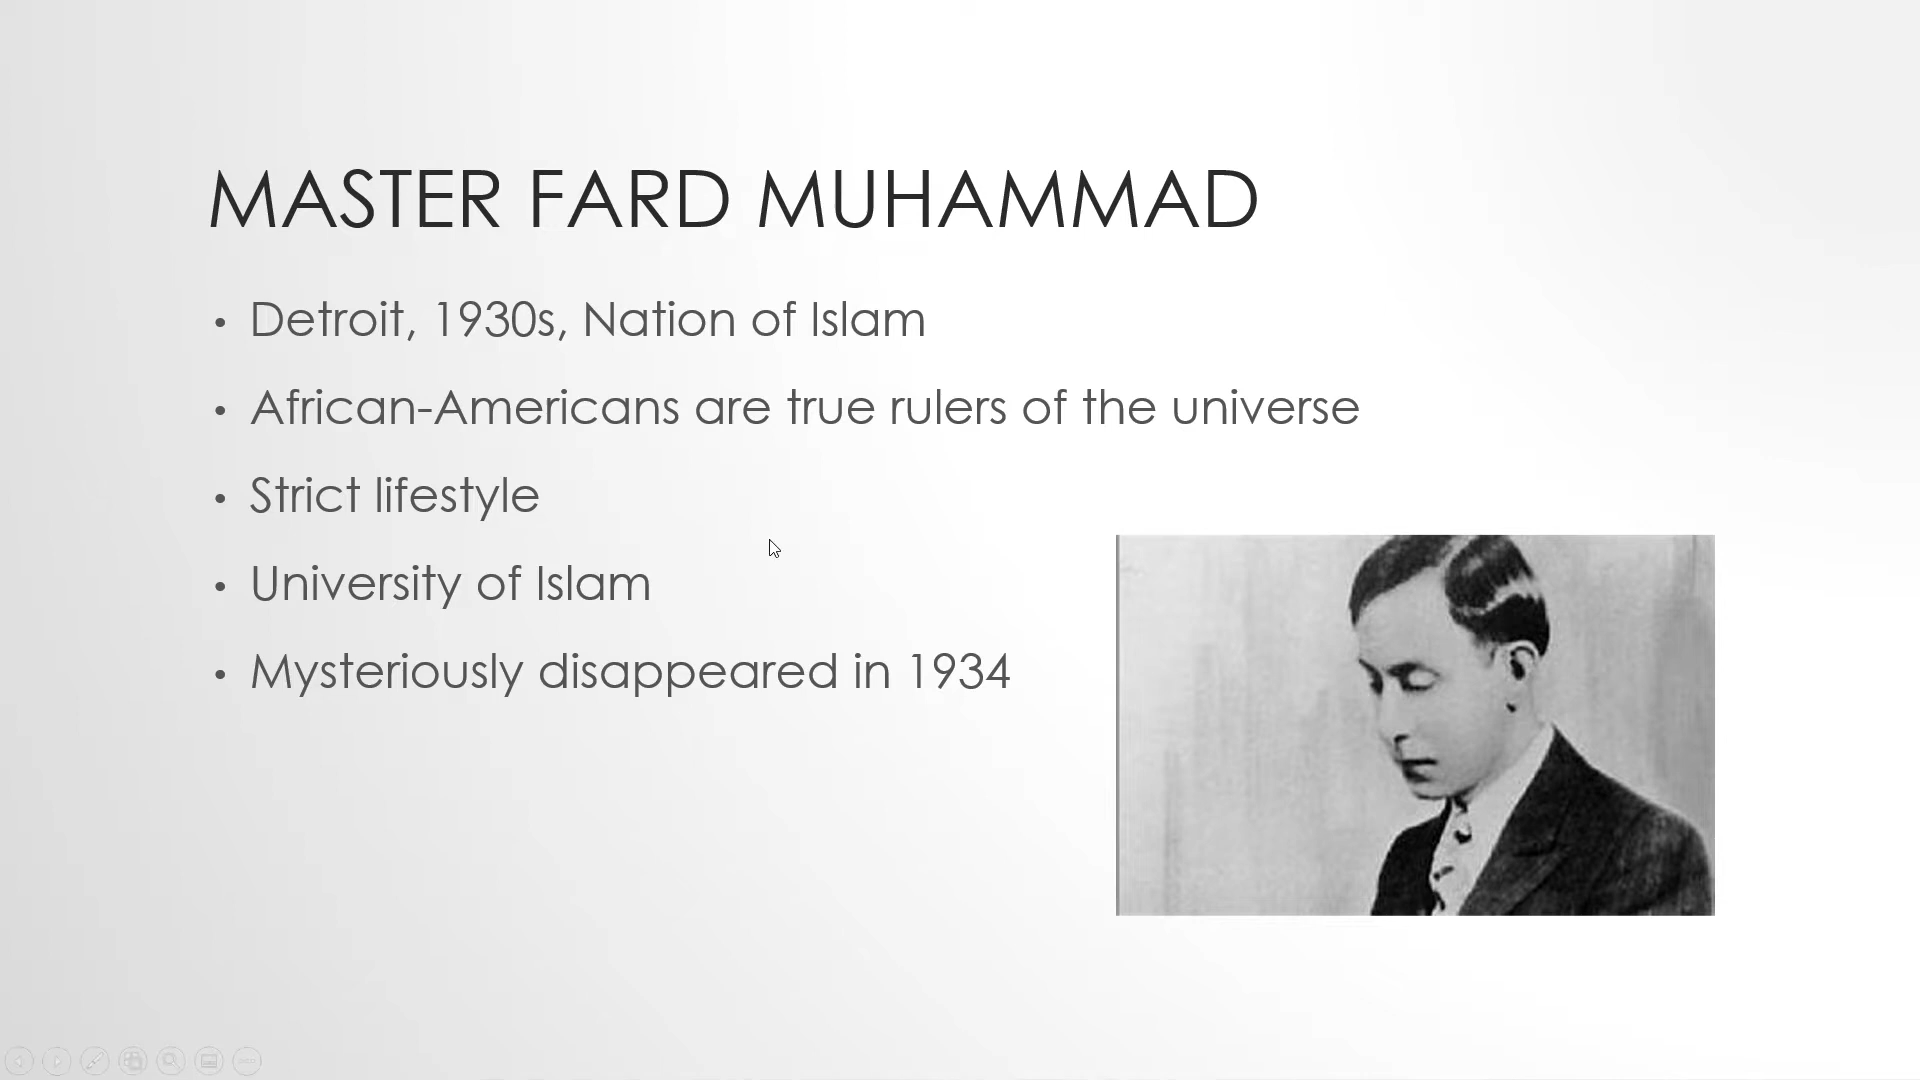 MASTER FARD MUHAMMAD
• Detroit, 1930s, Nation of Islam
• African-Americans are true rulers of the universe
• Strict lifestyle
• University of Islam
• Mysteriously disappeared in 1934